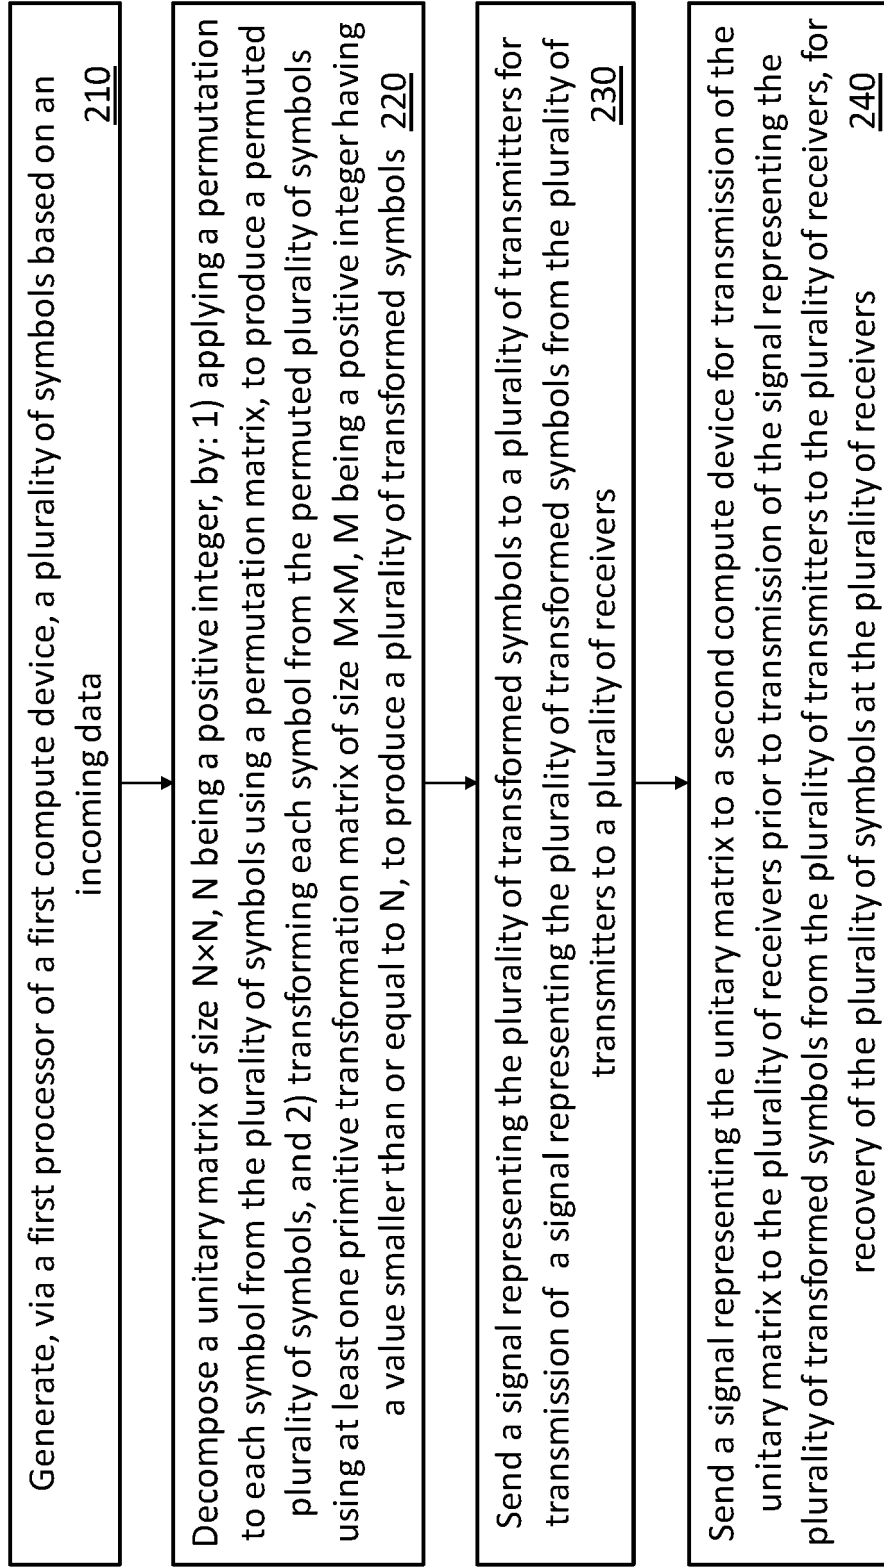 Generate, via a first processor of a first compute device, a plurality of symbols based on an
incoming data
210
Decompose a unitary matrix of size N×N, N being a positive integer, by: 1) applying a permutation
to each symbol from the plurality of symbols using a permutation matrix, to produce a permuted
plurality of symbols, and 2) transforming each symbol from the permuted plurality of symbols
using at least one primitive transformation matrix of size M×M, M being a positive integer having
a value smaller than or equal to N, to produce a plurality of transformed symbols 220
Send a signal representing the plurality of transformed symbols to a plurality of transmitters for
transmission of a signal representing the plurality of transformed symbols from the plurality of
transmitters to a plurality of receivers
230
Send a signal representing the unitary matrix to a second compute device for transmission of the
unitary matrix to the plurality of receivers prior to transmission of the signal representing the
plurality of transformed symbols from the plurality of transmitters to the plurality of receivers, for
recovery of the plurality of symbols at the plurality of receivers
240